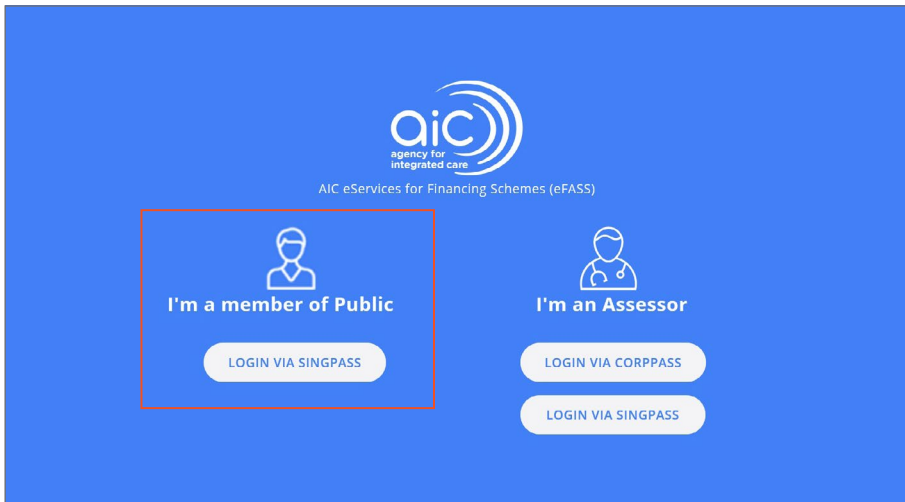 aic
agency for
integrated care
AIC eServices for Financing Schemes (eFASS)
I'm a member of Public
LOGIN VIA SINGPASS
I'm an Assessor
LOGIN VIA CORPPASS
LOGIN VIA SINGPASS